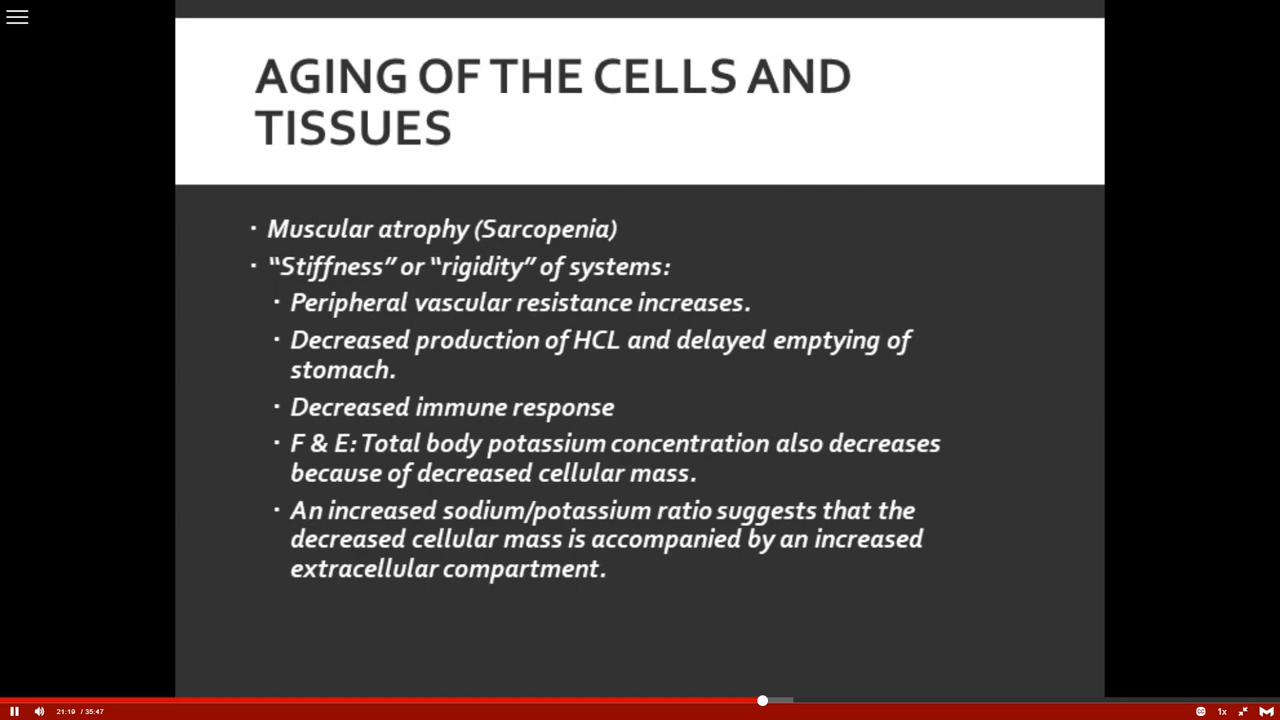 AGING OF THE CELLS AND
TISSUES
▪ Muscular atrophy (Sarcopenia)
▪ “Stiffness” or “rigidity” of systems:
▪ Peripheral vascular resistance increases.
▪ Decreased production of HCL and delayed emptying of
stomach.
▪ Decreased immune response
▪ F & E: Total body potassium concentration also decreases
because of decreased cellular mass.
▪ An increased sodium/potassium ratio suggests that the
decreased cellular mass is accompanied by an increased
extracellular compartment.
21:19 / 35:47
1x